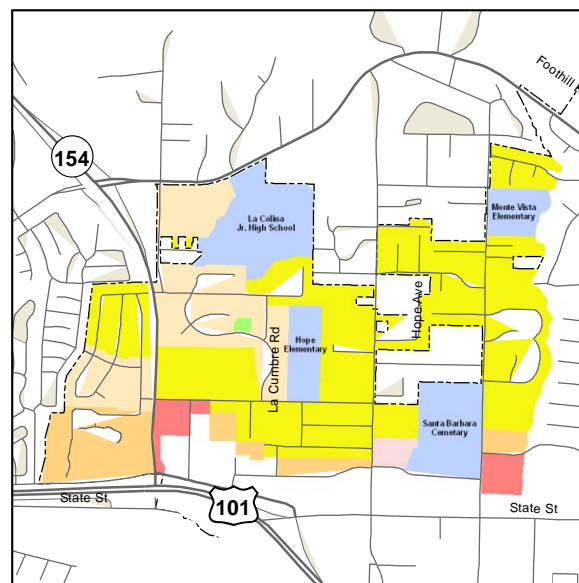 Foothill R
154
La Colina
Jr. High School
Monte Vista
Elementary
Hope Ave
La Cumbre Rd
Hope
Elementary
Santa Barbara
Cemetary
State St
101
State St